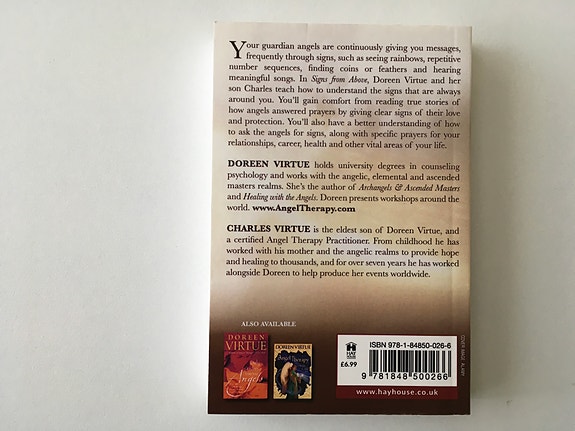 Your guardian angels are continuously giving you messages,
frequently through signs, such as seeing rainbows, repetitive
number sequences, finding coins or feathers and hearing
meaningful songs. In Signs from Above, Doreen Virtue and her
son Charles teach how to understand the signs that are always
around you. You'll gain comfort from reading true stories of
how angels answered prayers by giving clear signs of their love
and protection. You'll also have a better understanding of how
to ask the angels for signs, along with specific prayers for your
relationships, career, health and other vital areas of your life.
DOREEN VIRTUE holds university degrees in counseling
psychology and works with the angelic, elemental and ascended
masters realms. She's the author of Archangels & Ascended Masters
and Healing with the Angels. Doreen presents workshops around the
world. www.AngelTherapy.com
CHARLES VIRTUE is the eldest son of Doreen Virtue, and
a certified Angel Therapy Practitioner. From childhood he has
worked with his mother and the angelic realms to provide hope
and healing to thousands, and for over seven years he has worked
alongside Doreen to help produce her events worldwide.
ALSO AVAILABLE
DOREEN
VIRTUE
Angels
DOREEN VIRTUE
Angel Therapy
HAY
HOUSE
£6.99
ISBN 978-1-84850-026-6
9 781848 500266
www.hayhouse.co.uk